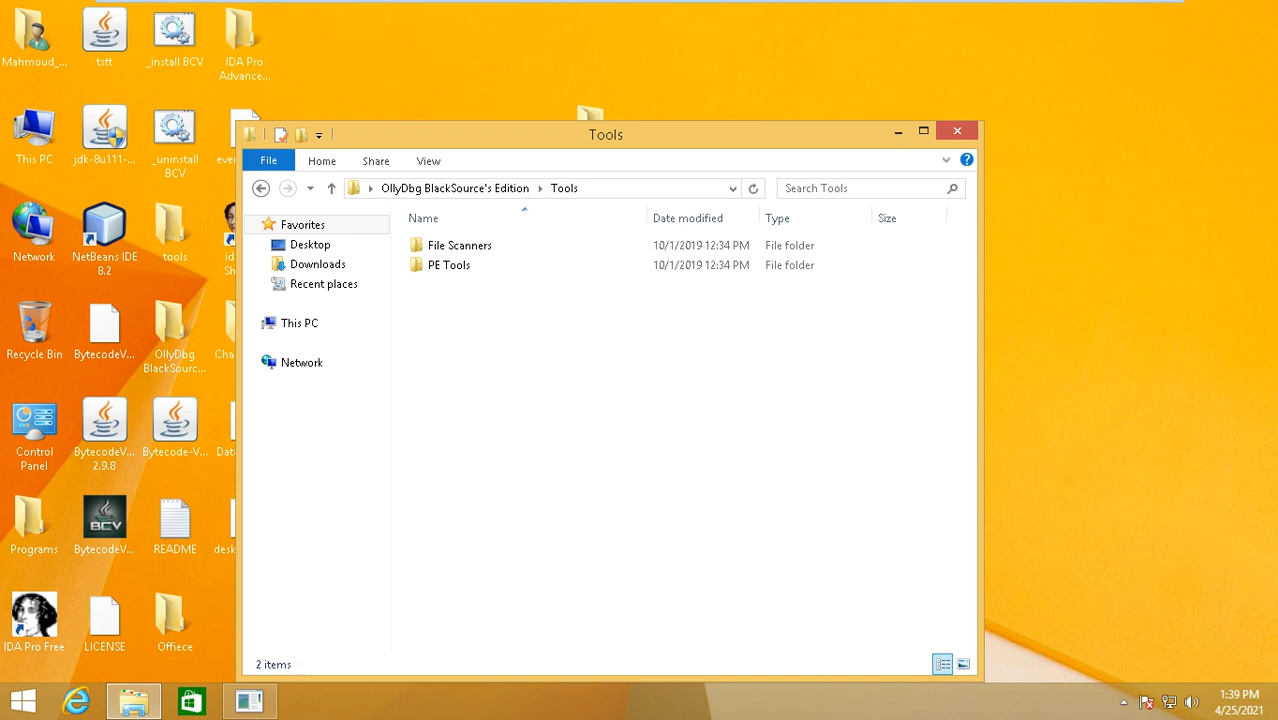 Mahmoud_...
tstt
_install BCV
IDA Pro
Advance...
This PC
jdk-8u111-...
_uninstall
BCV
Network
NetBeans IDE
8.2
tools
Recycle Bin
BytecodeV...
OllyDbg
BlackSourc...
Control
Panel
BytecodeV...
2.9.8
Bytecode-V...
Programs
BytecodeV...
README
IDA Pro Free
LICENSE
Offiece
Tools
File
Home
Share
View
OllyDbg BlackSource's Edition
Tools
Search Tools
Name
Date modified
Type
Size
File Scanners
10/1/2019 12:34 PM
File folder
PE Tools
10/1/2019 12:34 PM
File folder
Favorites
Desktop
Downloads
Recent places
This PC
Network
2 items
1:39 PM
4/25/2021